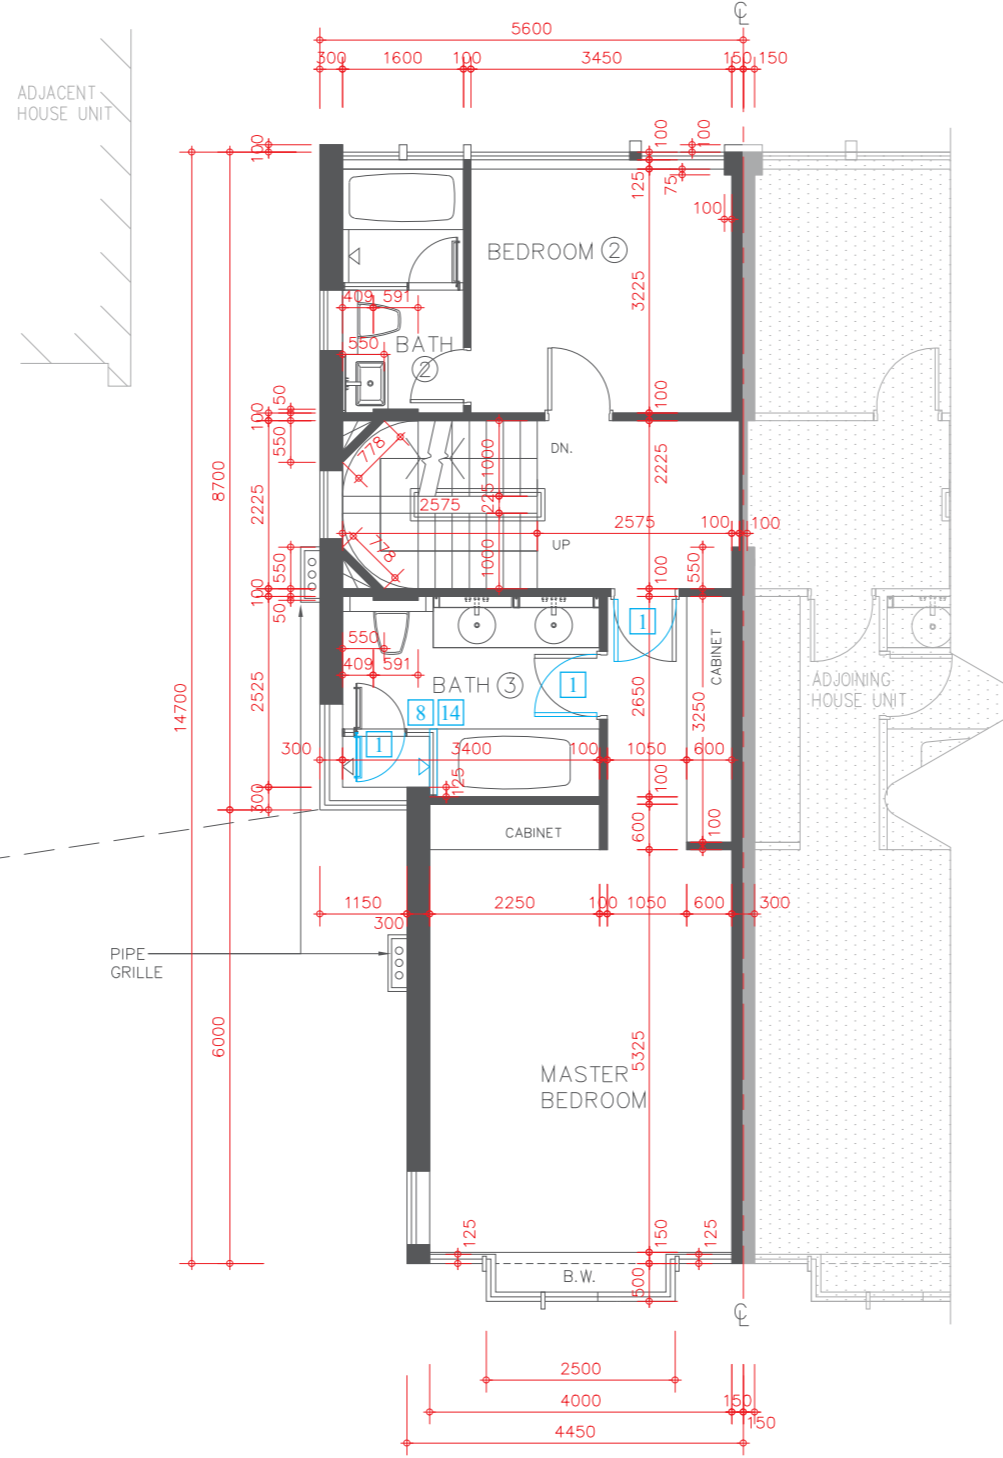 ℄
5600
300 1600 100 3450 150 150
ADJACENT
HOUSE UNIT
100
100 100
125 75
100
BEDROOM ②
3225
409 591
BATH
②
550
50
100
100
550
778
1000
DN.
2225
8700
2225
2575
225
2575
100 100
UP
778
1000
550
100
550
100
50
1
550
409 591
BATH ③
1
2650
CABINET
3250
ADJOINING
HOUSE UNIT
14700
2525
8 14
1
300 3400 100 1050 600
125
100
300
600
100
CABINET
1150 2250 100 1050 600 300
300
PIPE
GRILLE
6000
5325
MASTER
BEDROOM
125
150 125
B.W.
500
℄
2500
4000 150
150
4450